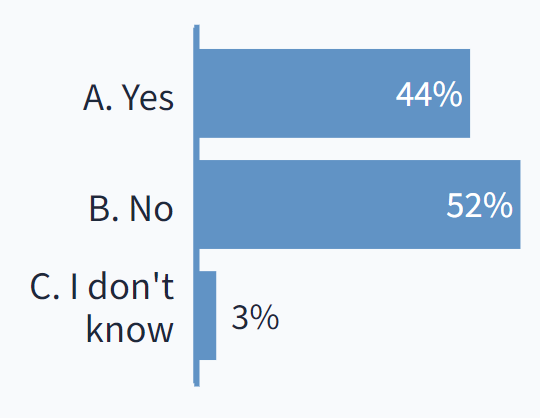 A. Yes
44%
B. No
52%
C. I don't
know
3%